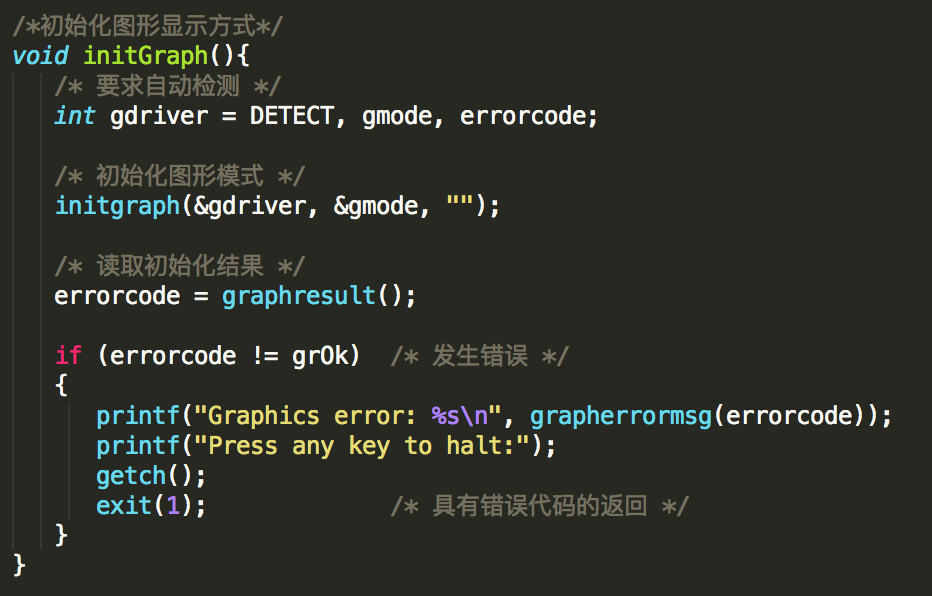 /*初始化图形显示方式*/
void initGraph(){
    /* 要求自动检测 */
    int gdriver = DETECT, gmode, errorcode;

    /* 初始化图形模式 */
    initgraph(&gdriver, &gmode, "");

    /* 读取初始化结果 */
    errorcode = graphresult();

    if (errorcode != grOk)  /* 发生错误 */
    {
       printf("Graphics error: %s\n", grapherrormsg(errorcode));
       printf("Press any key to halt:");
       getch();
       exit(1);             /* 具有错误代码的返回 */
    }
}